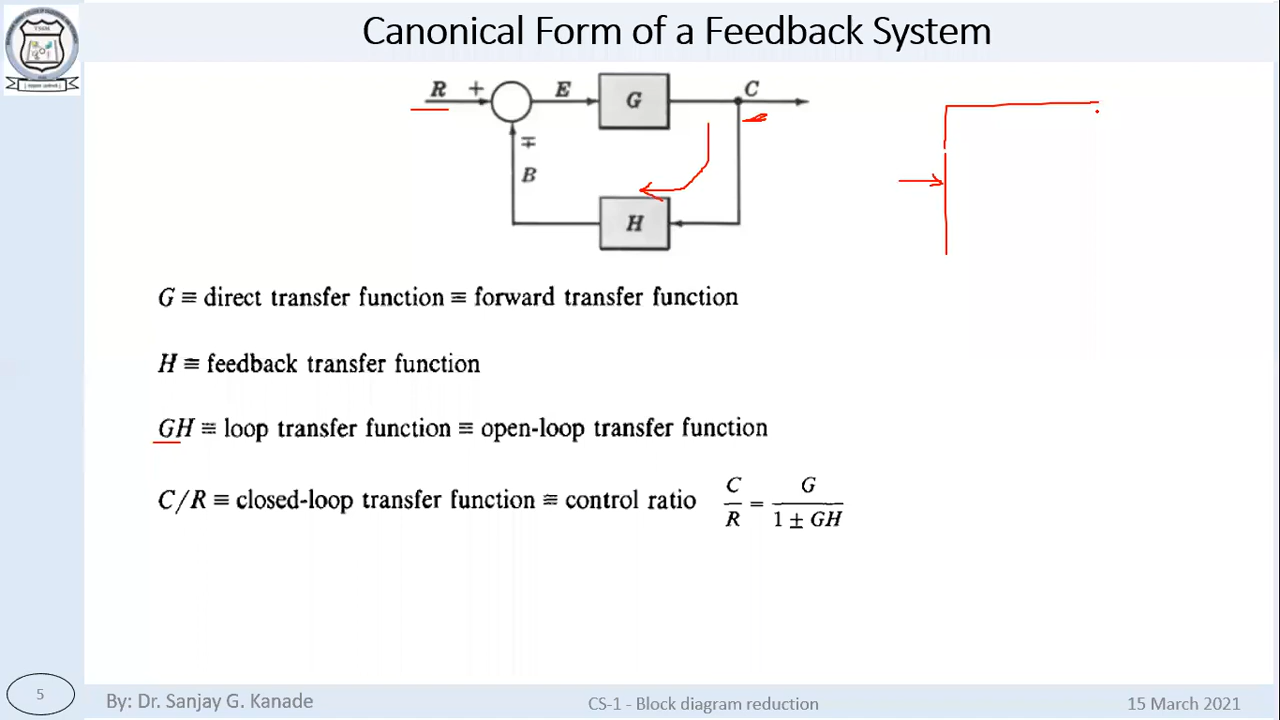 Canonical Form of a Feedback System
R + E G C
∓
B
H
G ≡ direct transfer function ≡ forward transfer function
H ≡ feedback transfer function
GH ≡ loop transfer function ≡ open-loop transfer function
C/R ≡ closed-loop transfer function ≡ control ratio C/R = G/(1 ± GH)
5 By: Dr. Sanjay G. Kanade CS-1 - Block diagram reduction 15 March 2021